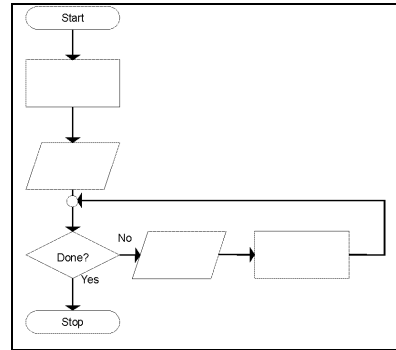 Start
No
Done?
Yes
Stop